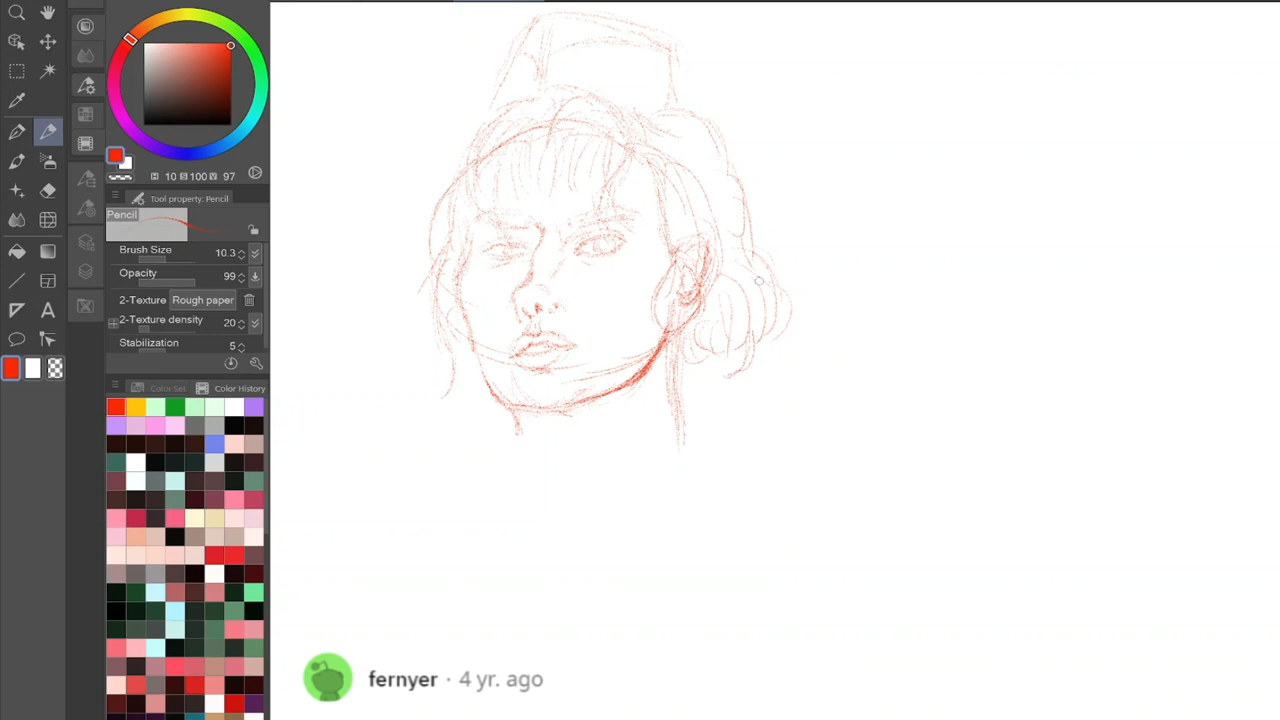 H 10 S 100 V 97
Tool property: Pencil
Pencil
Brush Size 10.3
Opacity 99
2-Texture Rough paper
2-Texture density 20
Stabilization 5
Color Set Color History
fernyer · 4 yr. ago